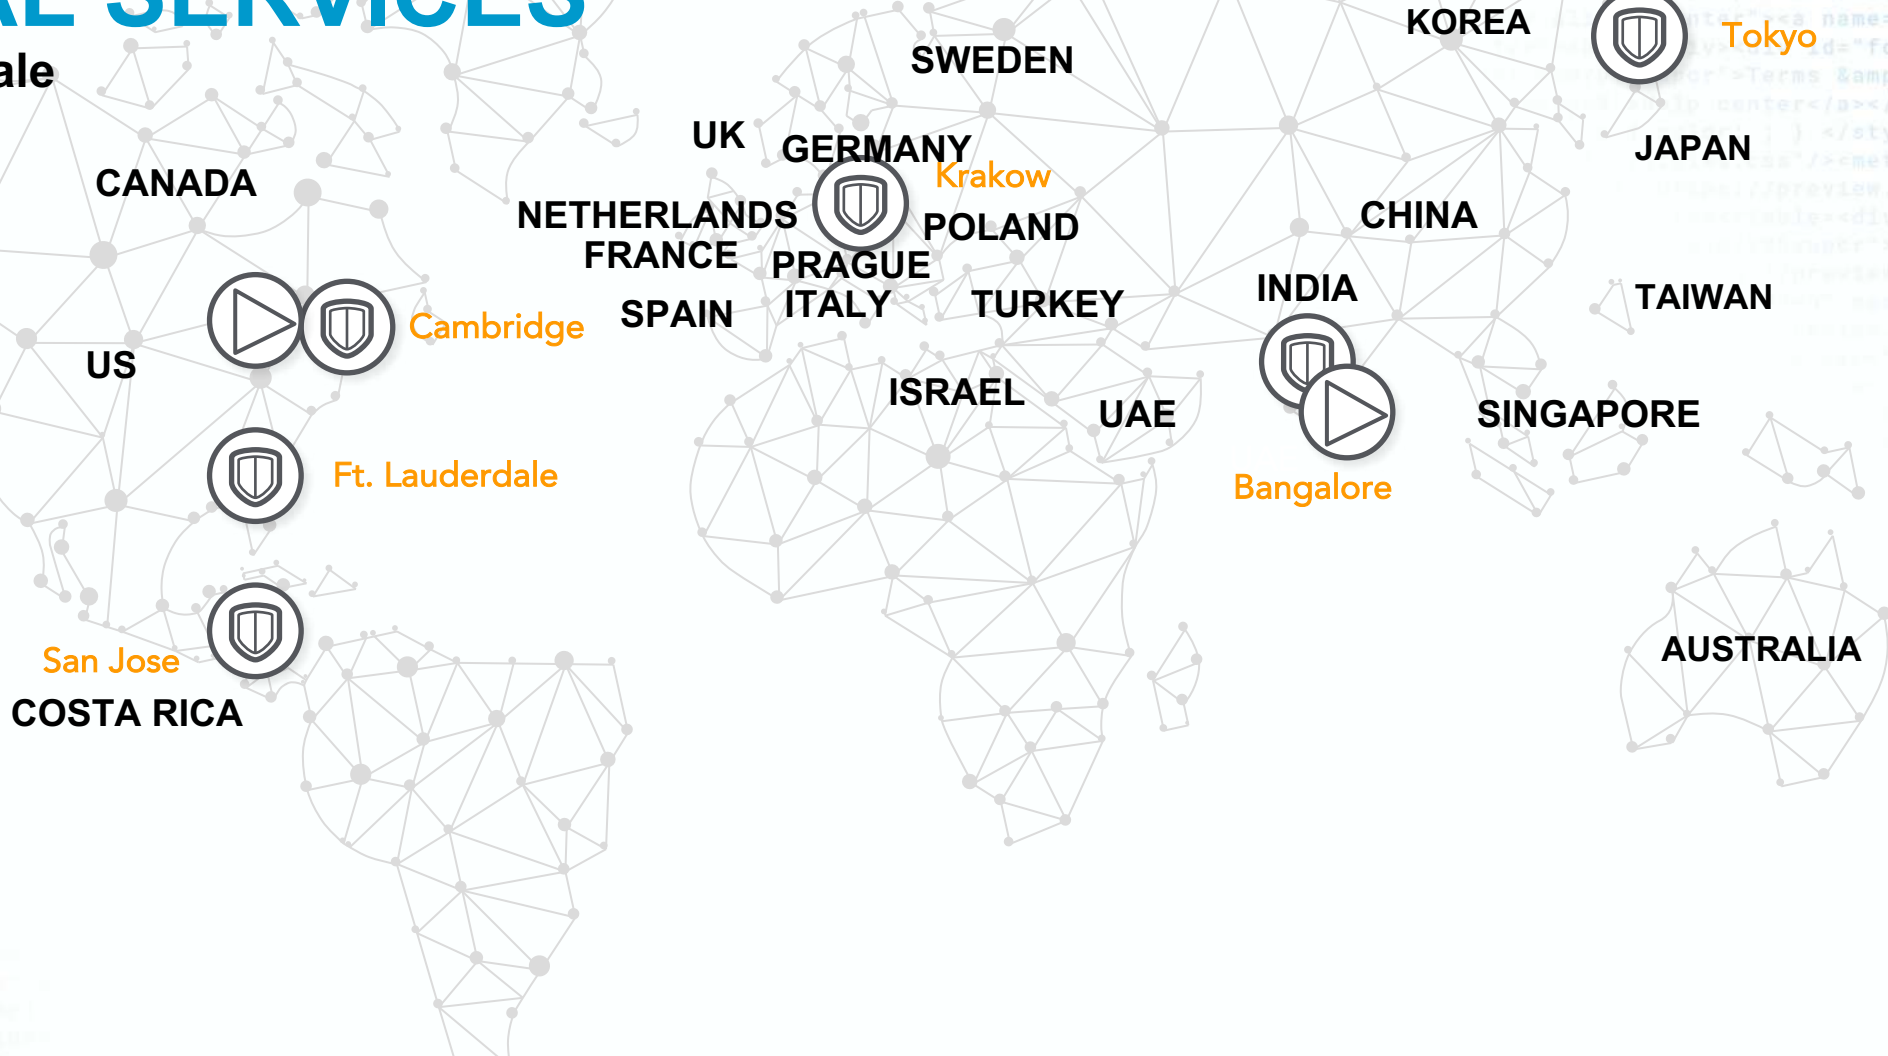 SERVICES
KOREA
Tokyo
SWEDEN
UK
GERMANY
JAPAN
CANADA
Krakow
NETHERLANDS
POLAND
CHINA
FRANCE
PRAGUE
INDIA
SPAIN
ITALY
TURKEY
TAIWAN
Cambridge
US
ISRAEL
UAE
SINGAPORE
Ft. Lauderdale
Bangalore
San Jose
COSTA RICA
AUSTRALIA